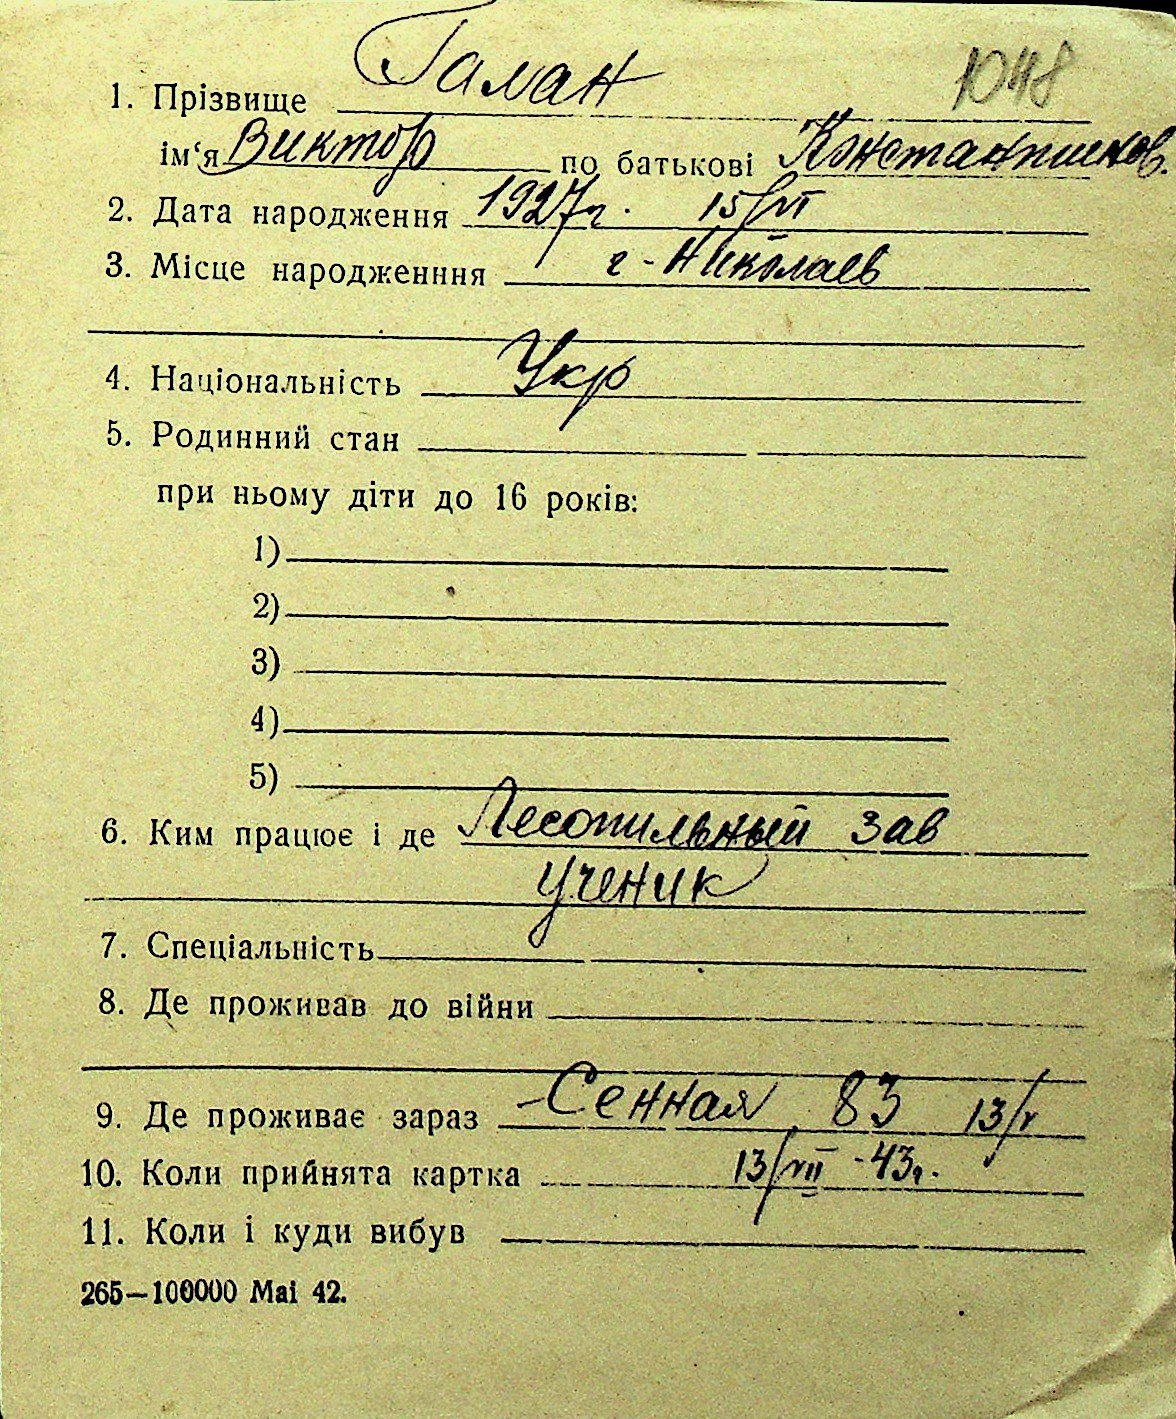 1048
1. Прізвище Галан
ім‘я Виктор по батькові Константинов.
2. Дата народження 1927г. 15/VI
3. Місце народженння г-Николаев
4. Національність Укр
5. Родинний стан
при ньому діти до 16 років:
1)
2)
3)
4)
5)
6. Ким працює і де Лесопильный зав
ученик
7. Спеціальність
8. Де проживав до війни
9. Де проживає зараз Сенная 83 13/V
10. Коли прийнята картка 13/VII -43г.
11. Коли і куди вибув
265—100000 Mai 42.